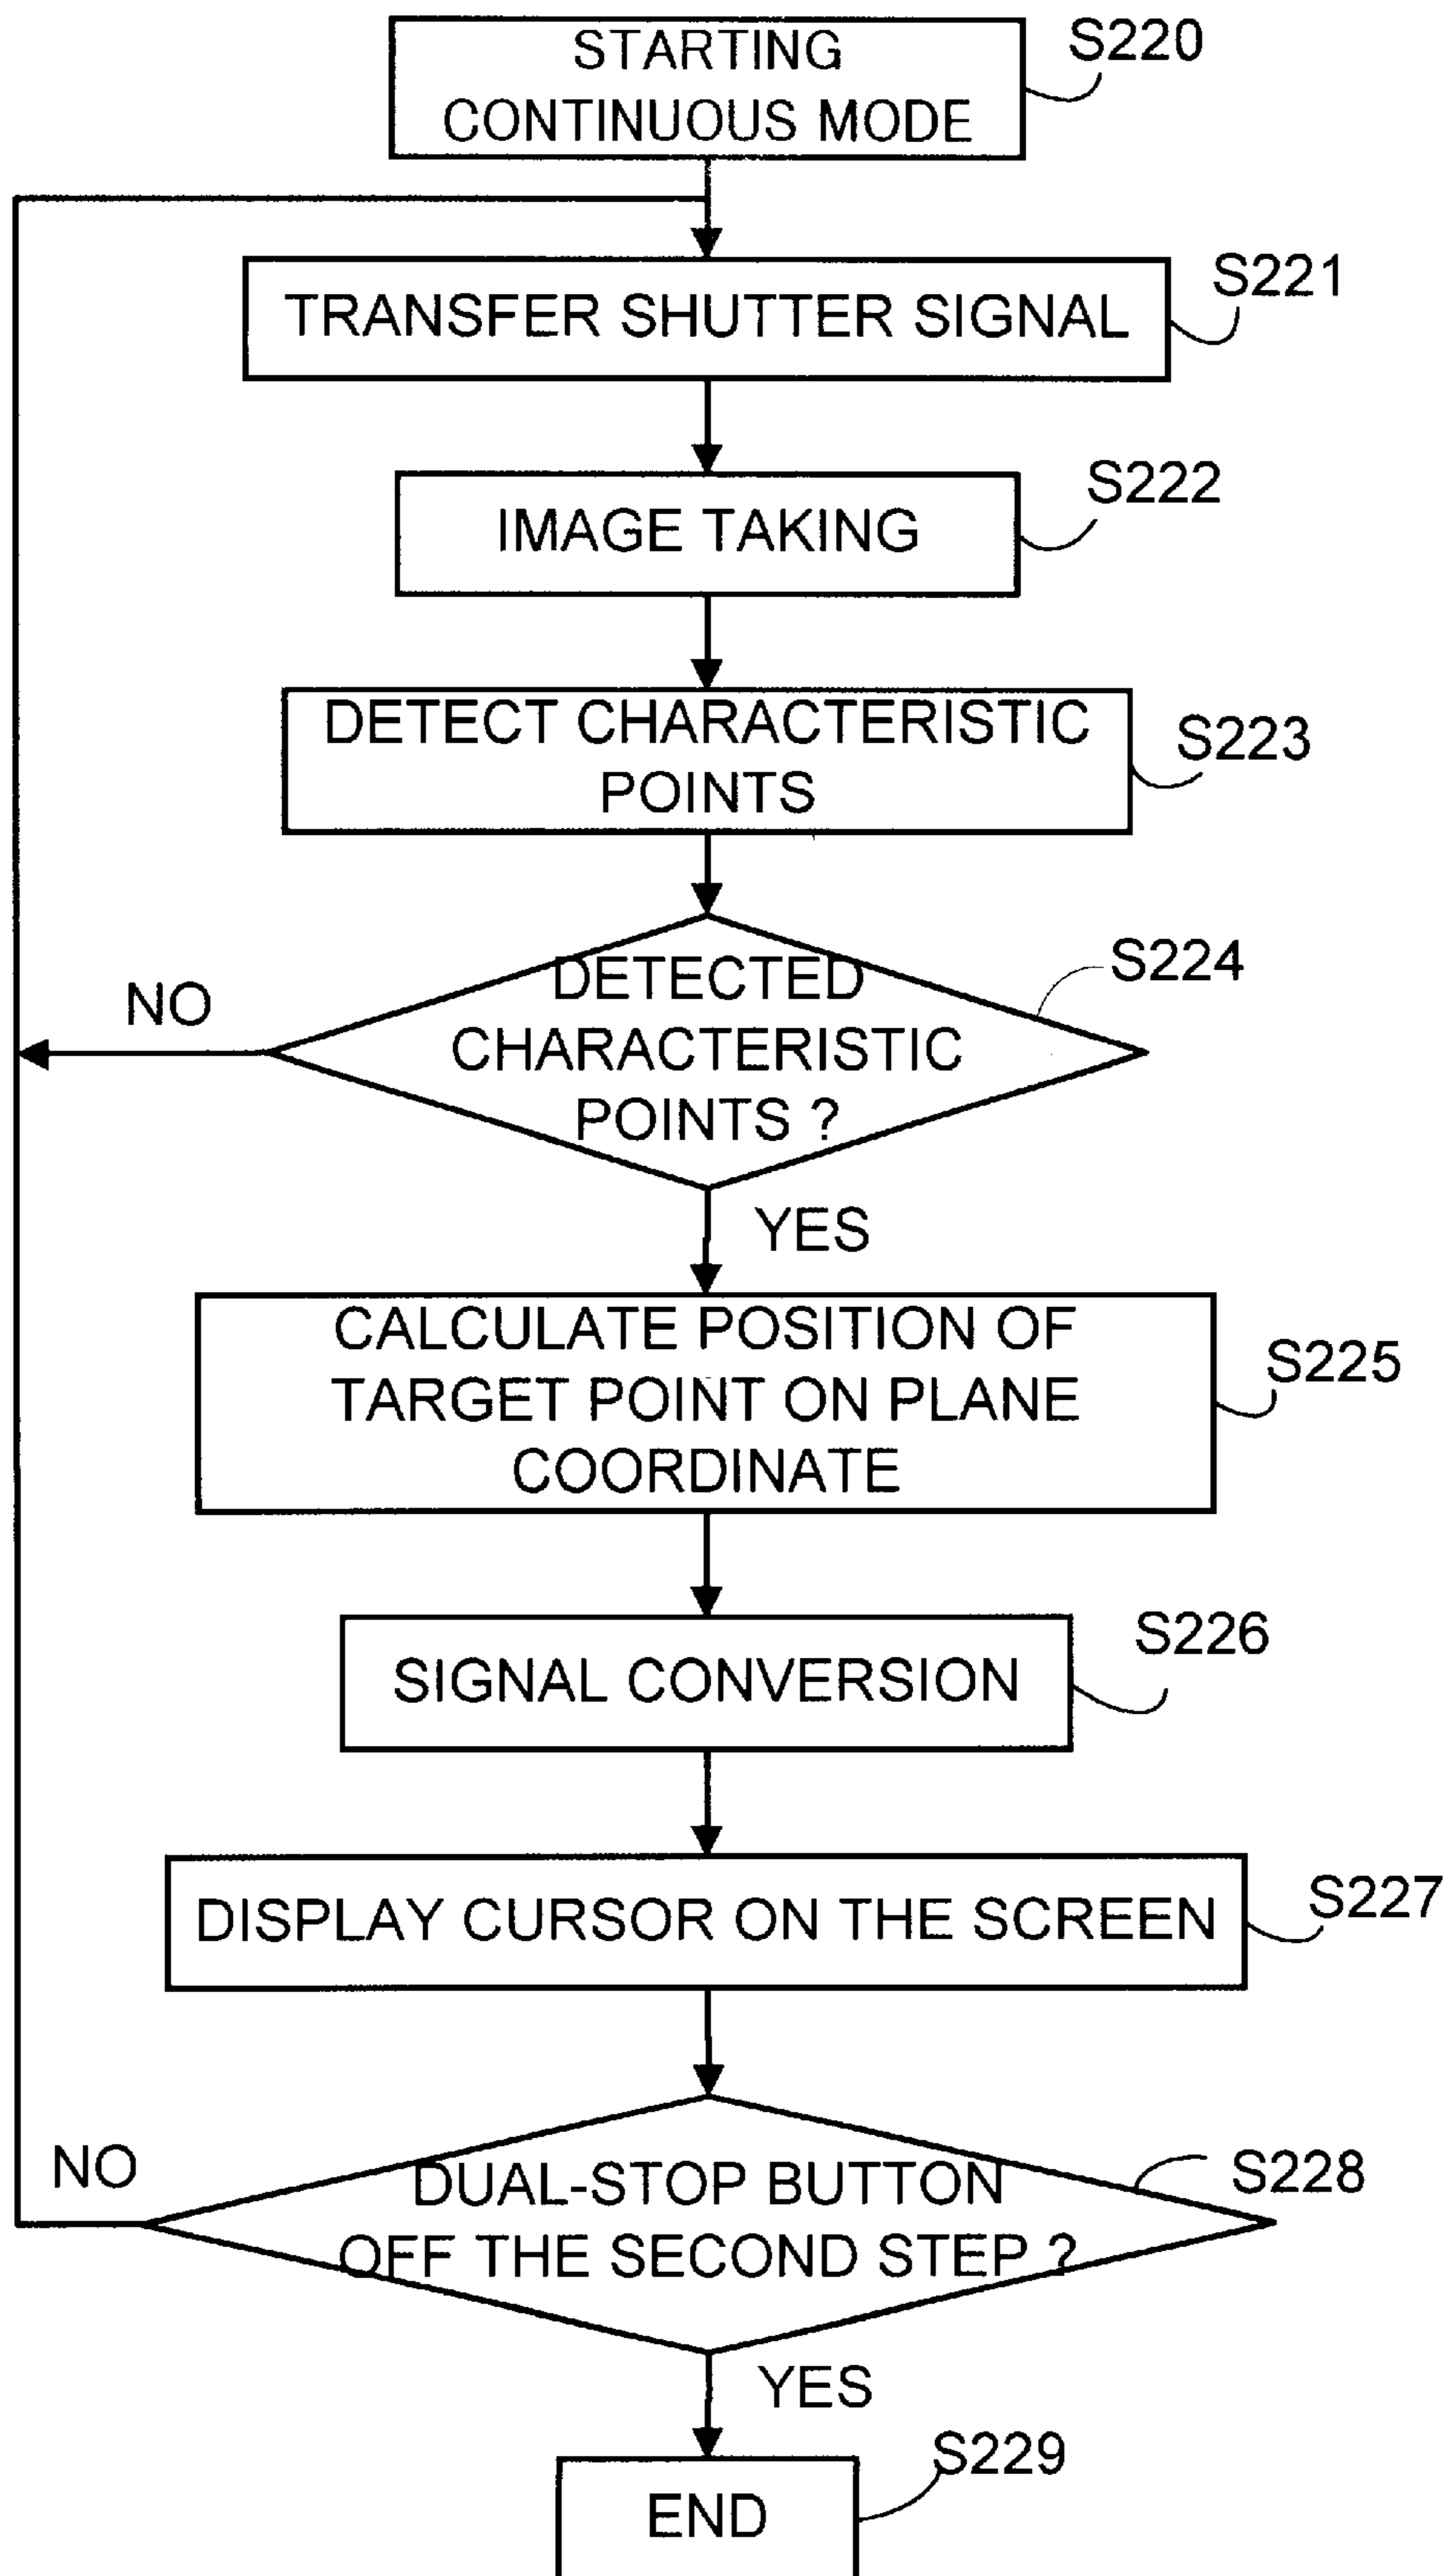 STARTING
CONTINUOUS MODE
S220
TRANSFER SHUTTER SIGNAL
S221
IMAGE TAKING
S222
DETECT CHARACTERISTIC
POINTS
S223
DETECTED
CHARACTERISTIC
POINTS ?
S224
NO
YES
CALCULATE POSITION OF
TARGET POINT ON PLANE
COORDINATE
S225
SIGNAL CONVERSION
S226
DISPLAY CURSOR ON THE SCREEN
S227
DUAL-STOP BUTTON
OFF THE SECOND STEP ?
S228
NO
YES
END
S229